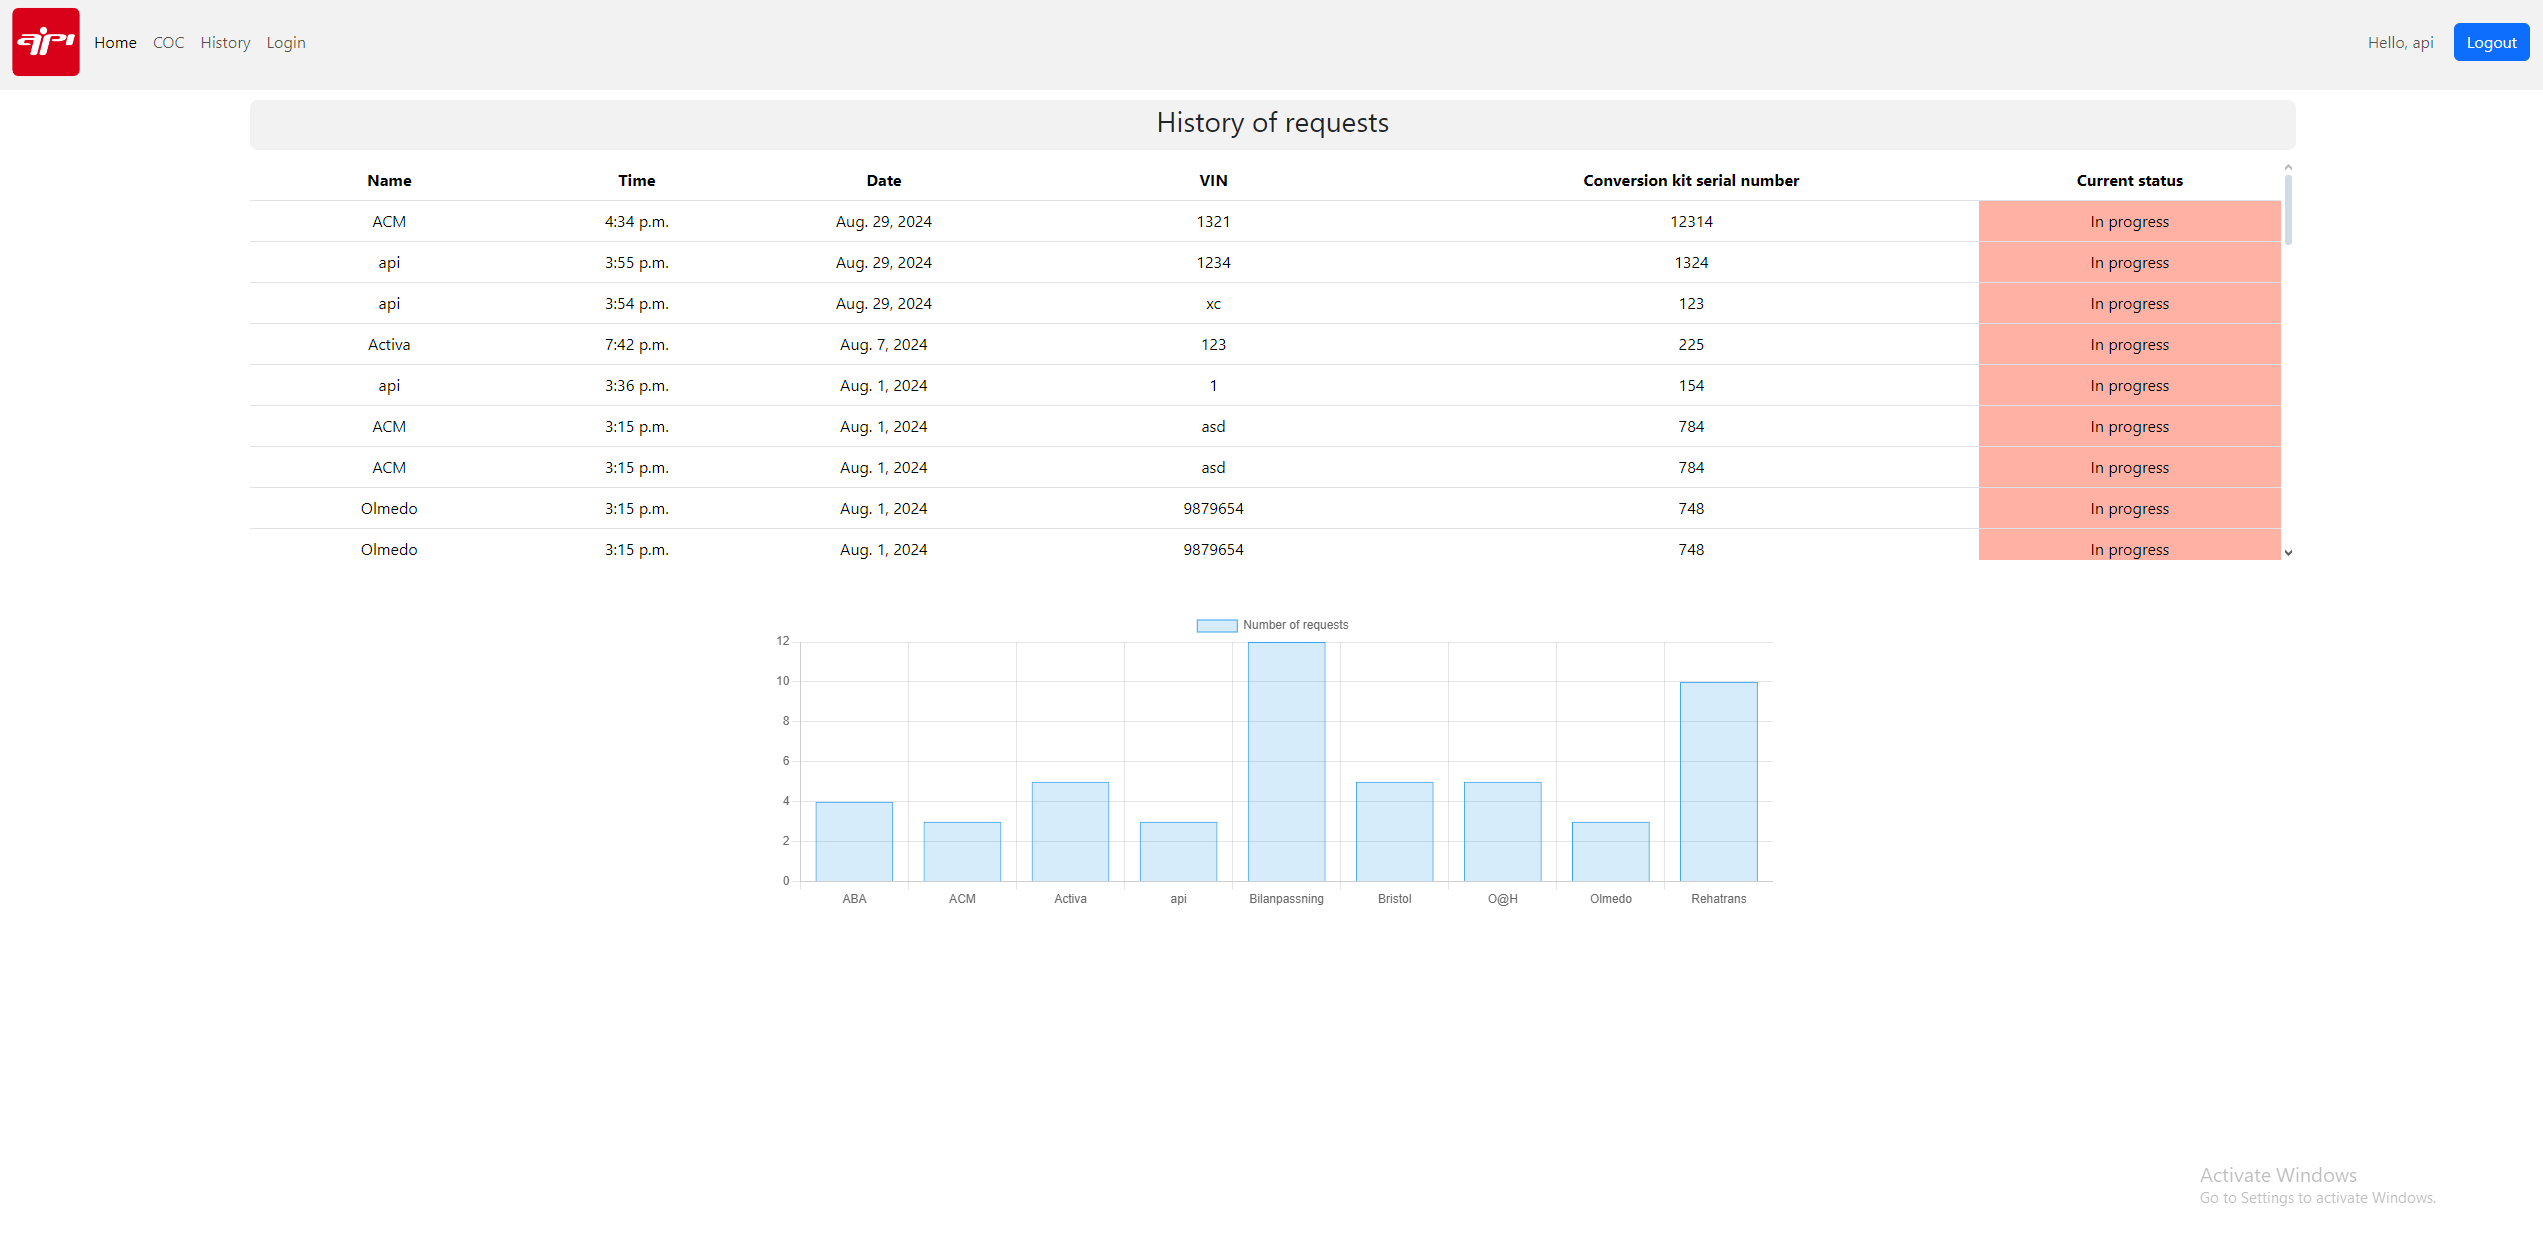 api Home COC History Login Hello, api Logout
History of requests
Name Time Date VIN Conversion kit serial number Current status
ACM 4:34 p.m. Aug. 29, 2024 1321 12314 In progress
api 3:55 p.m. Aug. 29, 2024 1234 1324 In progress
api 3:54 p.m. Aug. 29, 2024 xc 123 In progress
Activa 7:42 p.m. Aug. 7, 2024 123 225 In progress
api 3:36 p.m. Aug. 1, 2024 1 154 In progress
ACM 3:15 p.m. Aug. 1, 2024 asd 784 In progress
ACM 3:15 p.m. Aug. 1, 2024 asd 784 In progress
Olmedo 3:15 p.m. Aug. 1, 2024 9879654 748 In progress
Olmedo 3:15 p.m. Aug. 1, 2024 9879654 748 In progress
Number of requests
12
10
8
6
4
2
0
ABA ACM Activa api Bilanpassning Bristol O@H Olmedo Rehatrans
Activate Windows
Go to Settings to activate Windows.